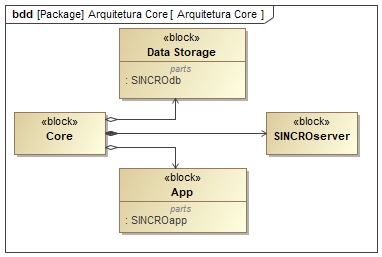 bdd [Package] Arquitetura Core [ Arquitetura Core ]
«block»
Data Storage
parts
: SINCROdb
«block»
Core
«block»
SINCROserver
«block»
App
parts
: SINCROapp